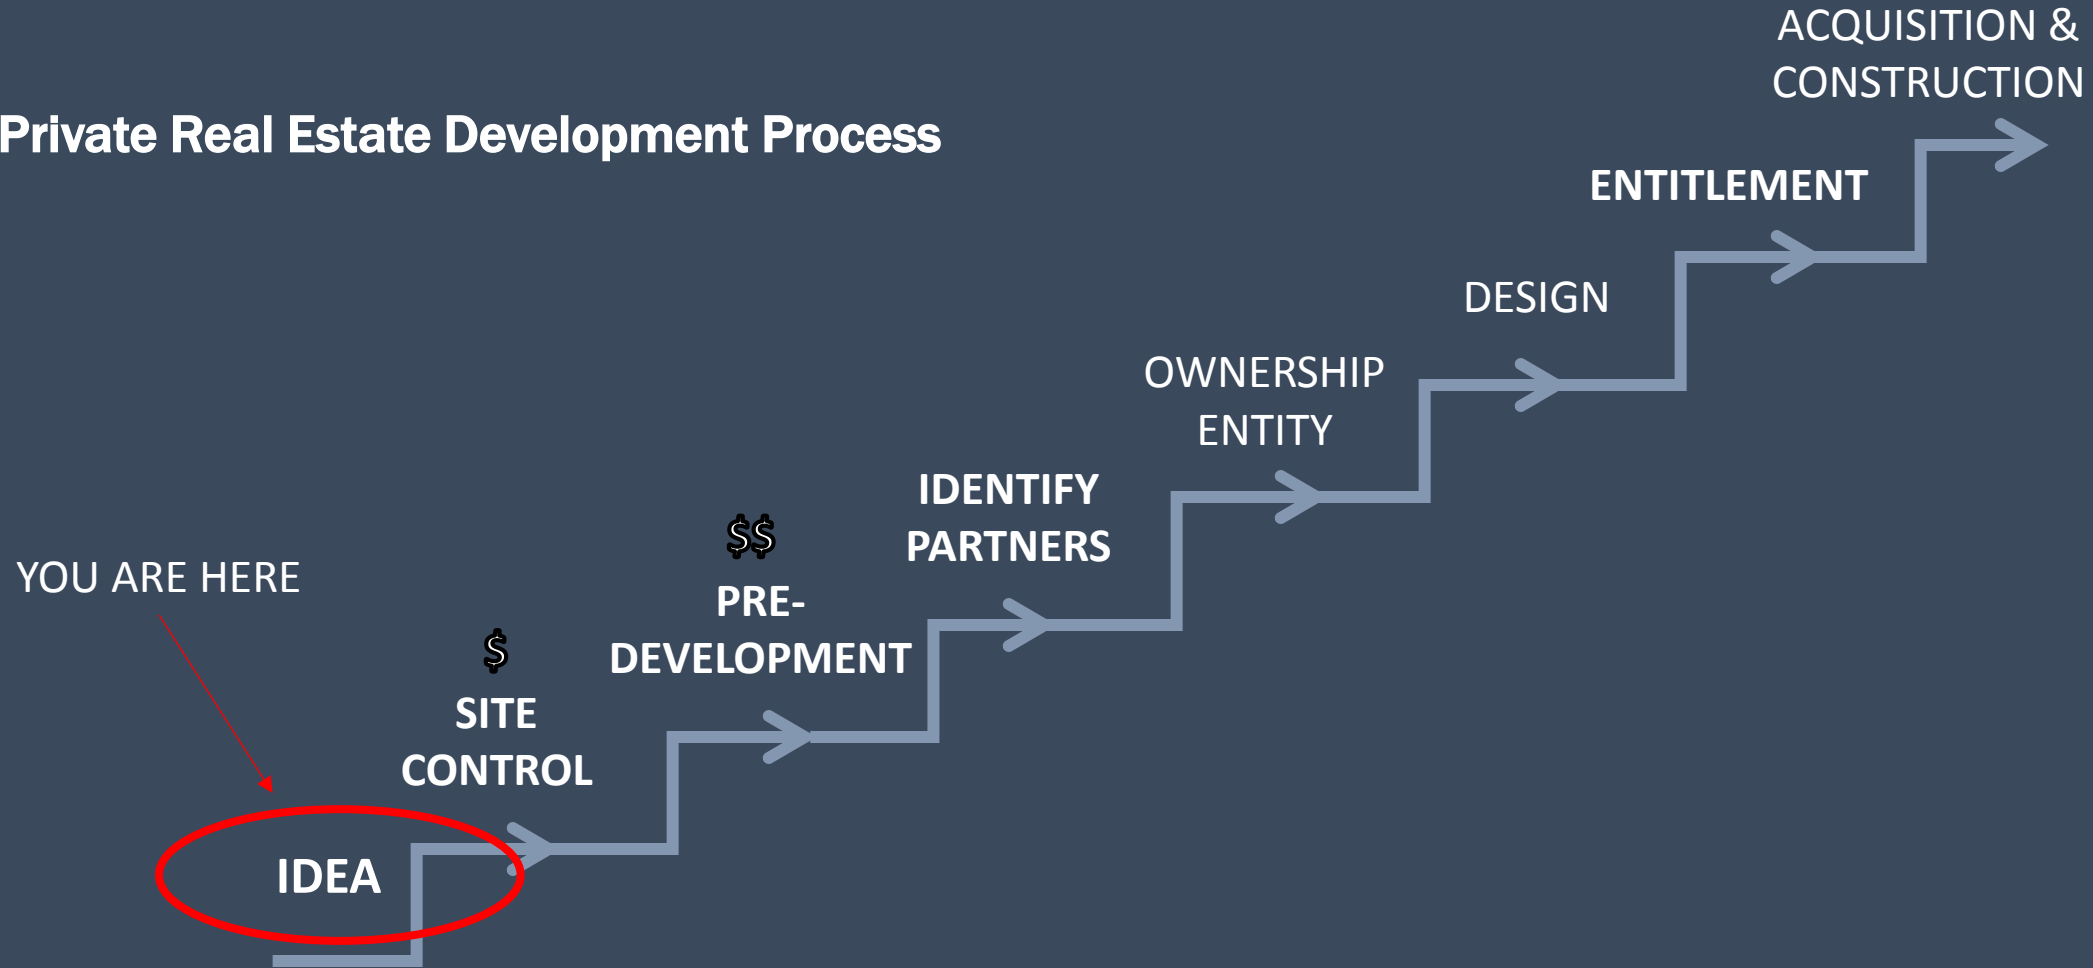 Private Real Estate Development Process
YOU ARE HERE
IDEA
$
SITE
CONTROL
$$
PRE-
DEVELOPMENT
IDENTIFY
PARTNERS
OWNERSHIP
ENTITY
DESIGN
ENTITLEMENT
ACQUISITION &
CONSTRUCTION